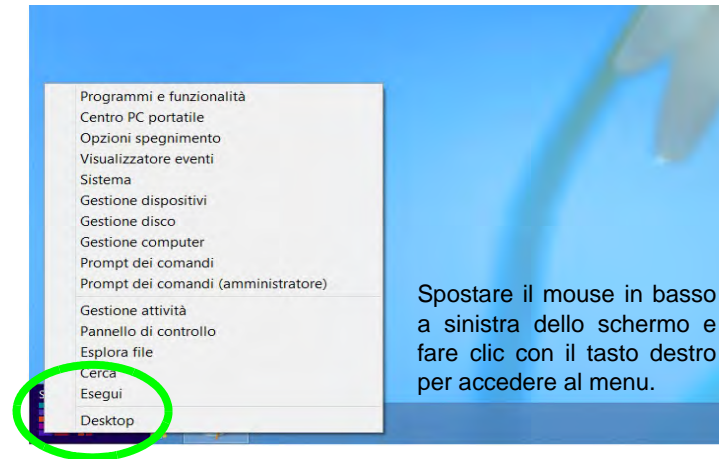 Programmi e funzionalità
Centro PC portatile
Opzioni spegnimento
Visualizzatore eventi
Sistema
Gestione dispositivi
Gestione disco
Gestione computer
Prompt dei comandi
Prompt dei comandi (amministratore)
Gestione attività
Pannello di controllo
Esplora file
Cerca
Esegui
Desktop
Spostare il mouse in basso
a sinistra dello schermo e
fare clic con il tasto destro
per accedere al menu.